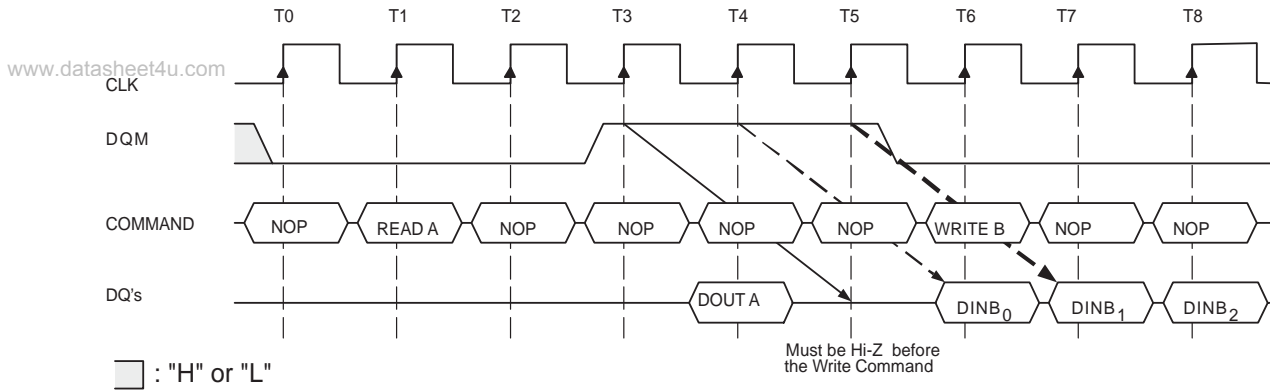 T0 T1 T2 T3 T4 T5 T6 T7 T8
www.datasheet4u.com
CLK
DQM
COMMAND NOP READ A NOP NOP NOP NOP WRITE B NOP NOP
DQ's DOUT A DINB0 DINB1 DINB2
Must be Hi-Z before
the Write Command
: "H" or "L"